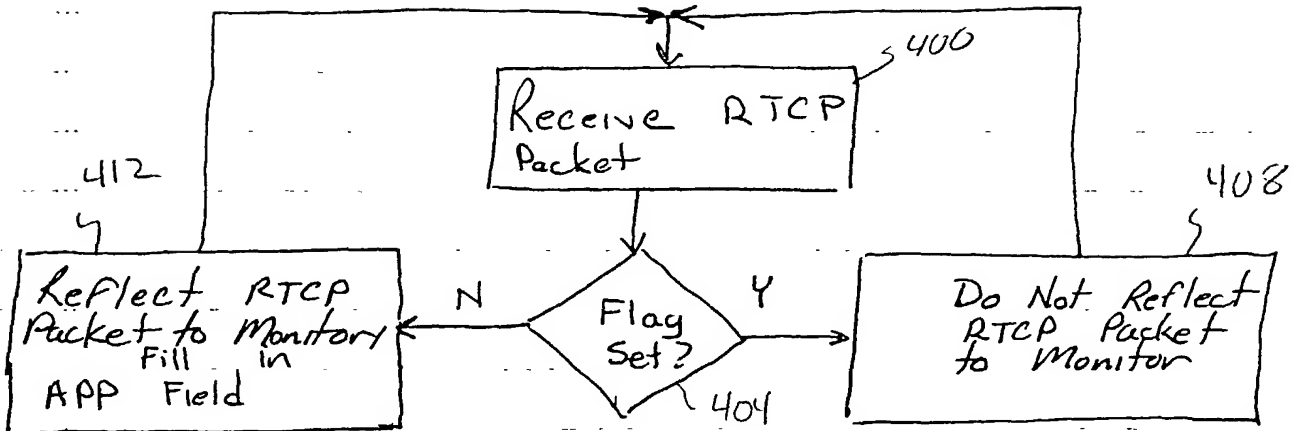 400
Receive RTCP
Packet
412
408
Reflect RTCP
Packet to Monitory
Fill in
APP Field
N
Flag
Set?
Y
Do Not Reflect
RTCP Packet
to Monitor
404